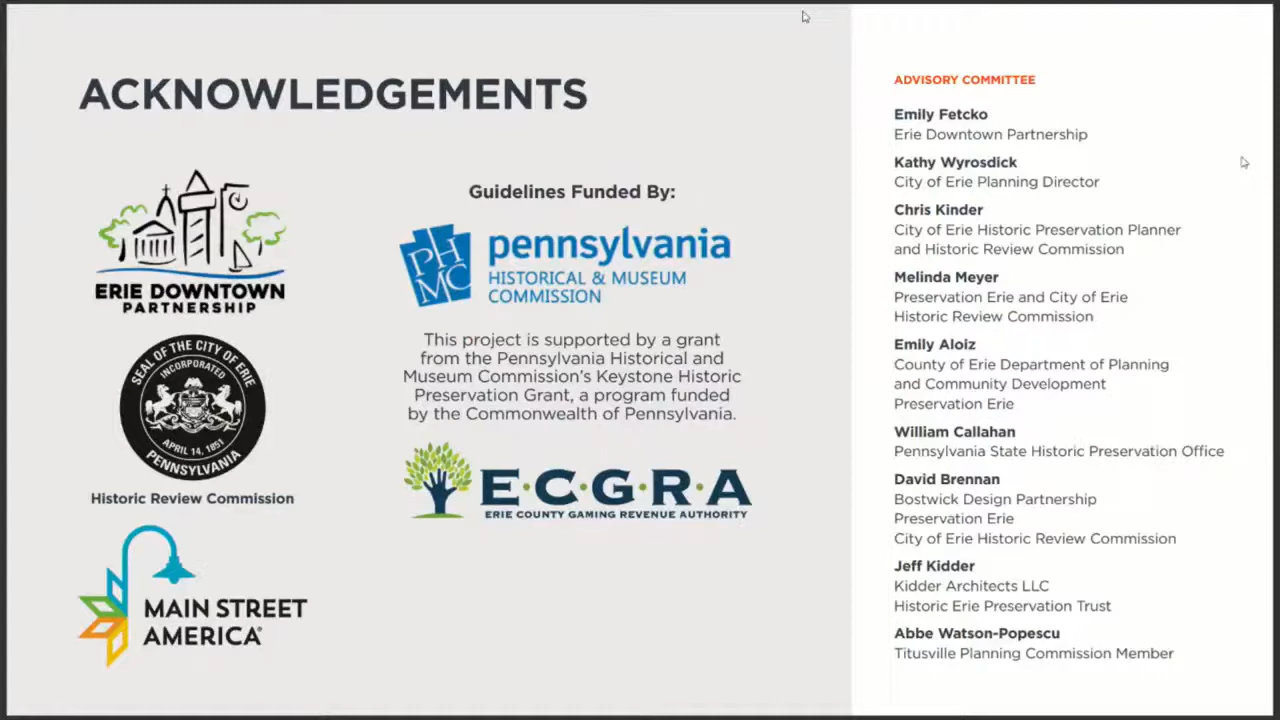 ACKNOWLEDGEMENTS
ERIE DOWNTOWN
PARTNERSHIP
SEAL OF THE CITY OF ERIE
INCORPORATED
APRIL 14, 1851
PENNSYLVANIA
Historic Review Commission
MAIN STREET
AMERICA®
Guidelines Funded By:
PH
MC
pennsylvania
HISTORICAL & MUSEUM
COMMISSION
This project is supported by a grant
from the Pennsylvania Historical and
Museum Commission's Keystone Historic
Preservation Grant, a program funded
by the Commonwealth of Pennsylvania.
E·C·G·R·A
ERIE COUNTY GAMING REVENUE AUTHORITY
ADVISORY COMMITTEE
Emily Fetcko
Erie Downtown Partnership
Kathy Wyrosdick
City of Erie Planning Director
Chris Kinder
City of Erie Historic Preservation Planner
and Historic Review Commission
Melinda Meyer
Preservation Erie and City of Erie
Historic Review Commission
Emily Aloiz
County of Erie Department of Planning
and Community Development
Preservation Erie
William Callahan
Pennsylvania State Historic Preservation Office
David Brennan
Bostwick Design Partnership
Preservation Erie
City of Erie Historic Review Commission
Jeff Kidder
Kidder Architects LLC
Historic Erie Preservation Trust
Abbe Watson-Popescu
Titusville Planning Commission Member